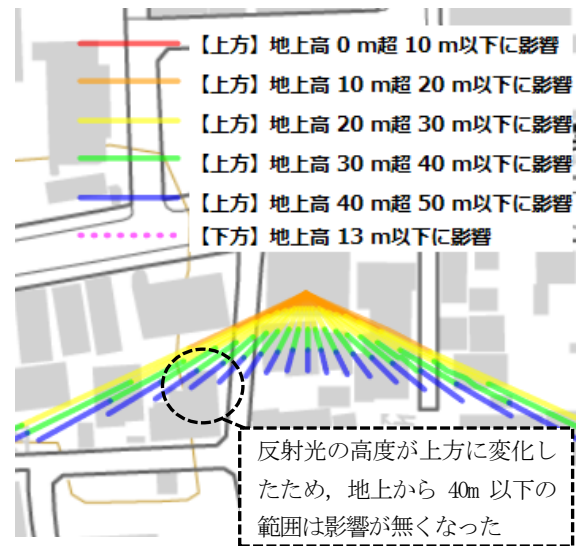 【上方】地上高 0 m超 10 m以下に影響
【上方】地上高 10 m超 20 m以下に影響
【上方】地上高 20 m超 30 m以下に影響
【上方】地上高 30 m超 40 m以下に影響
【上方】地上高 40 m超 50 m以下に影響
【下方】地上高 13 m以下に影響
反射光の高度が上方に変化し
たため，地上から 40m 以下の
範囲は影響が無くなった